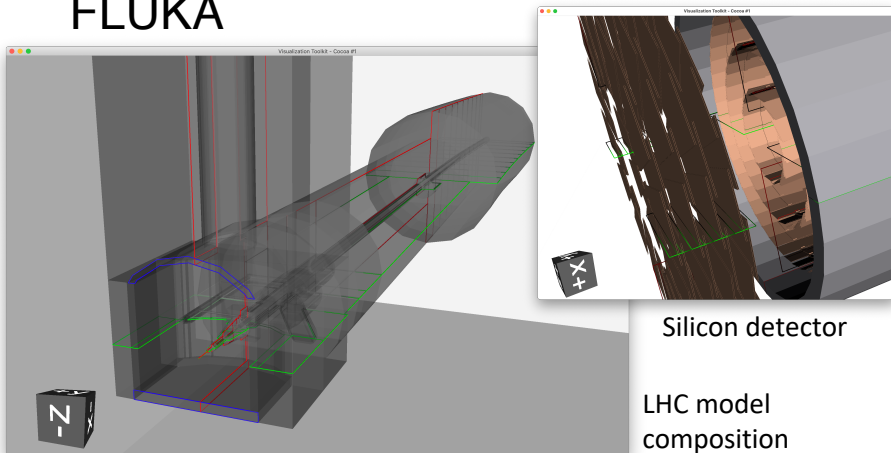 FLUKA
Visualization Toolkit - Cocoa #1
Visualization Toolkit - Cocoa #1
+X
-Z
Silicon detector
LHC model
composition